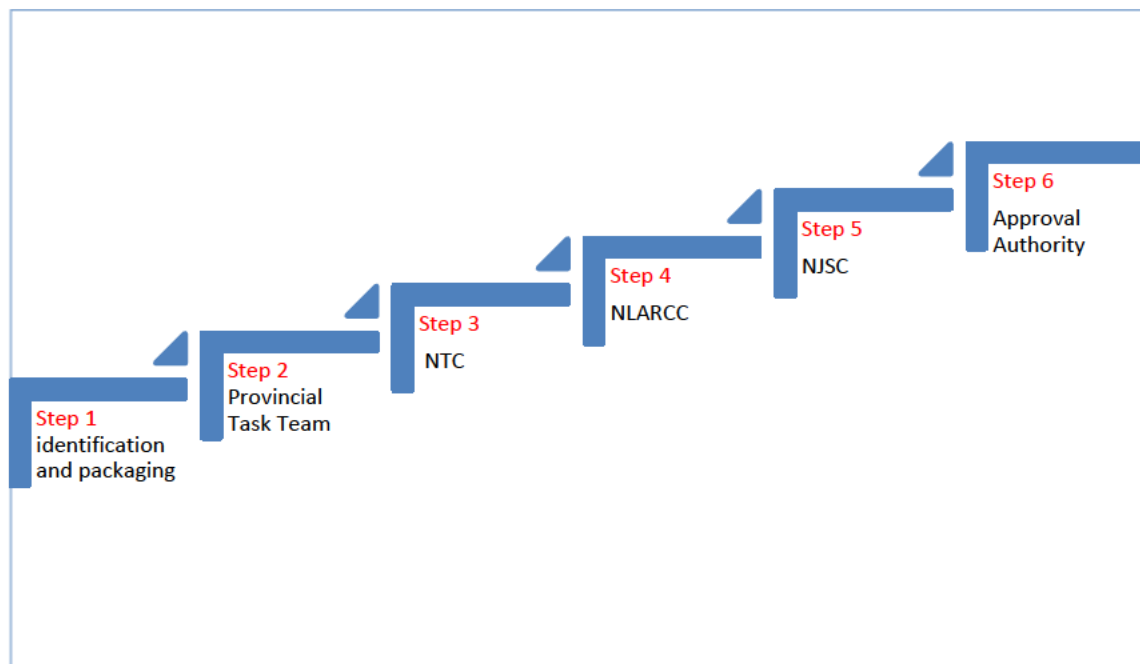 Step 1
identification
and packaging
Step 2
Provincial
Task Team
Step 3
NTC
Step 4
NLARCC
Step 5
NJSC
Step 6
Approval
Authority